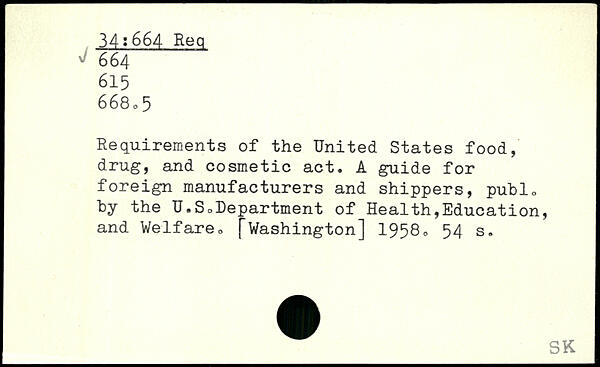 34:664 Req
✓ 664
615
668.5
Requirements of the United States food,
drug, and cosmetic act. A guide for
foreign manufacturers and shippers, publ.
by the U.S.Department of Health,Education,
and Welfare. [Washington] 1958. 54 s.
SK